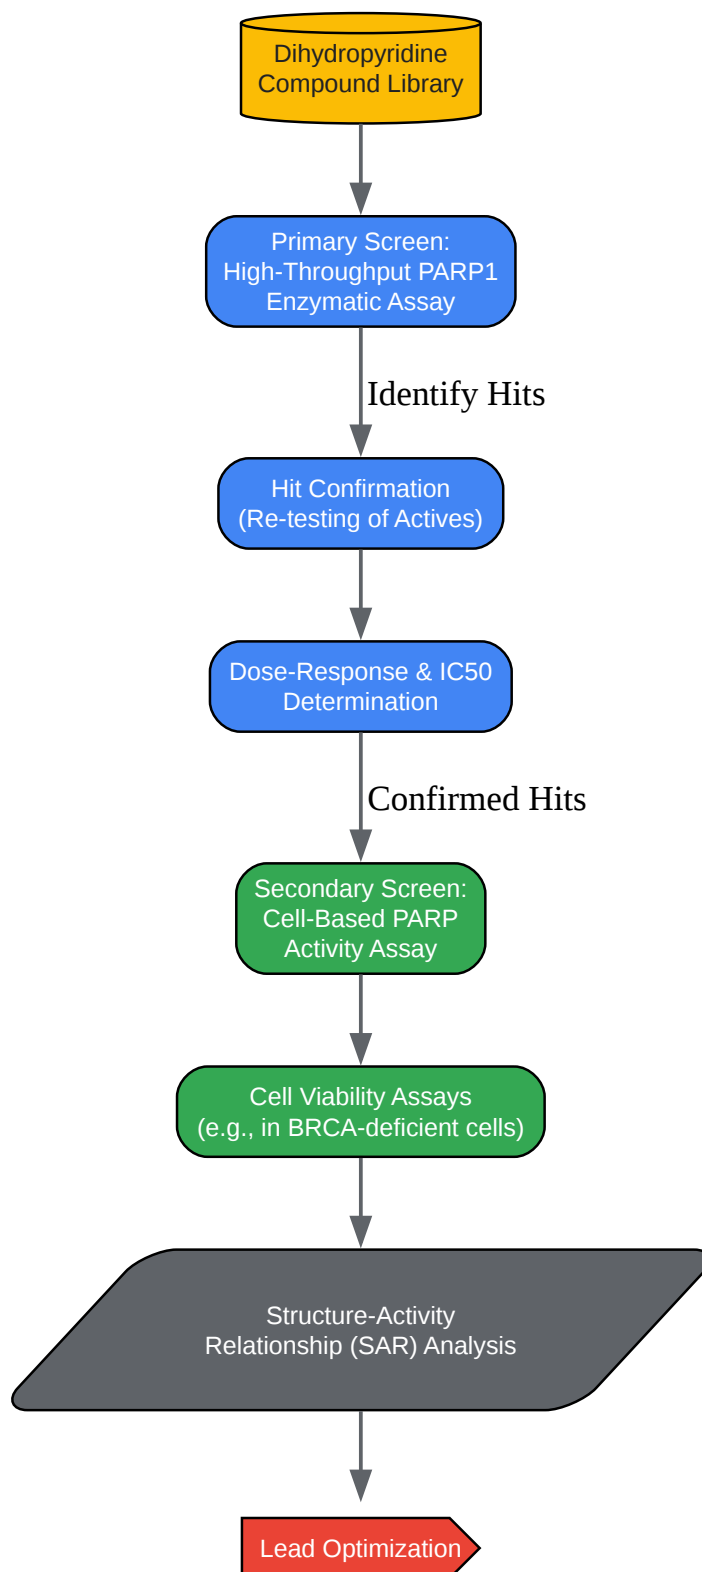 Dihydropyridine
Compound Library
Primary Screen:
High-Throughput PARP1
Enzymatic Assay
Identify Hits
Hit Confirmation
(Re-testing of Actives)
Dose-Response & IC50
Determination
Confirmed Hits
Secondary Screen:
Cell-Based PARP
Activity Assay
Cell Viability Assays
(e.g., in BRCA-deficient cells)
Structure-Activity
Relationship (SAR) Analysis
Lead Optimization